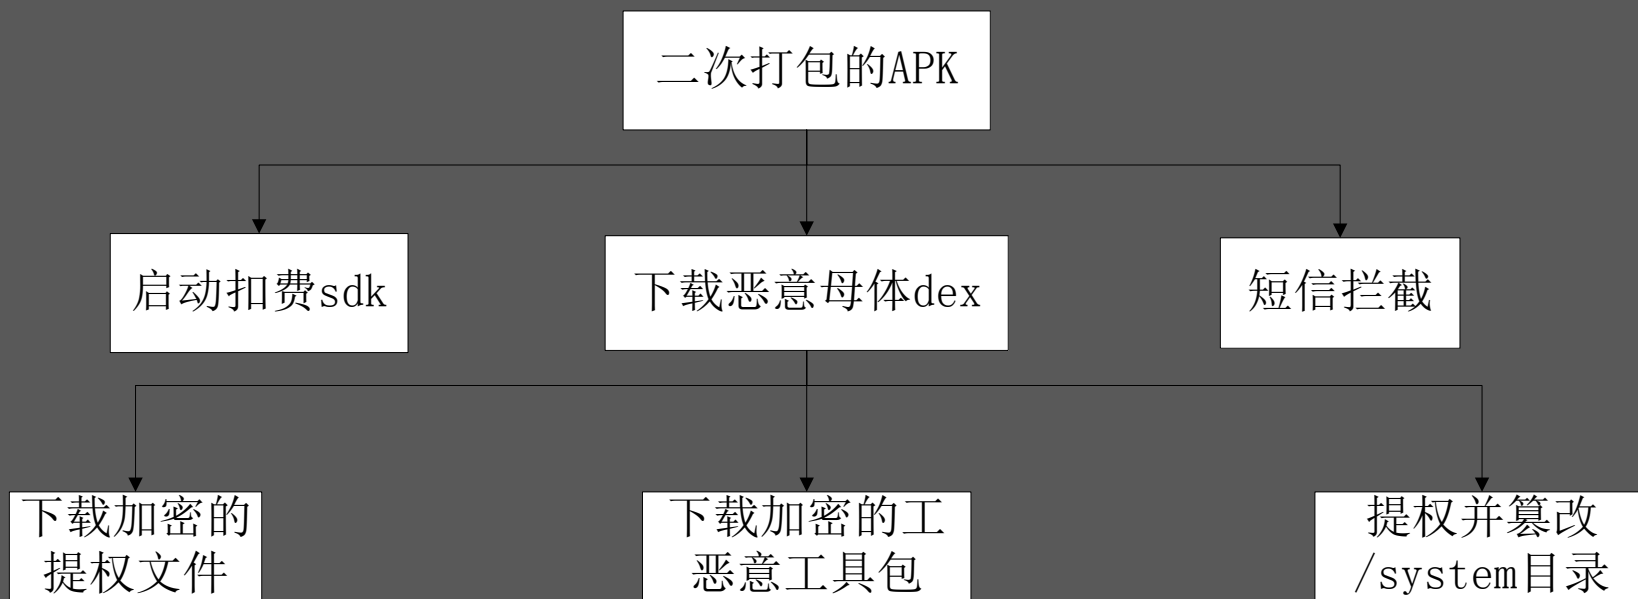 二次打包的APK
启动扣费sdk
下载恶意母体dex
短信拦截
下载加密的
提权文件
下载加密的工
恶意工具包
提权并篡改
/system目录